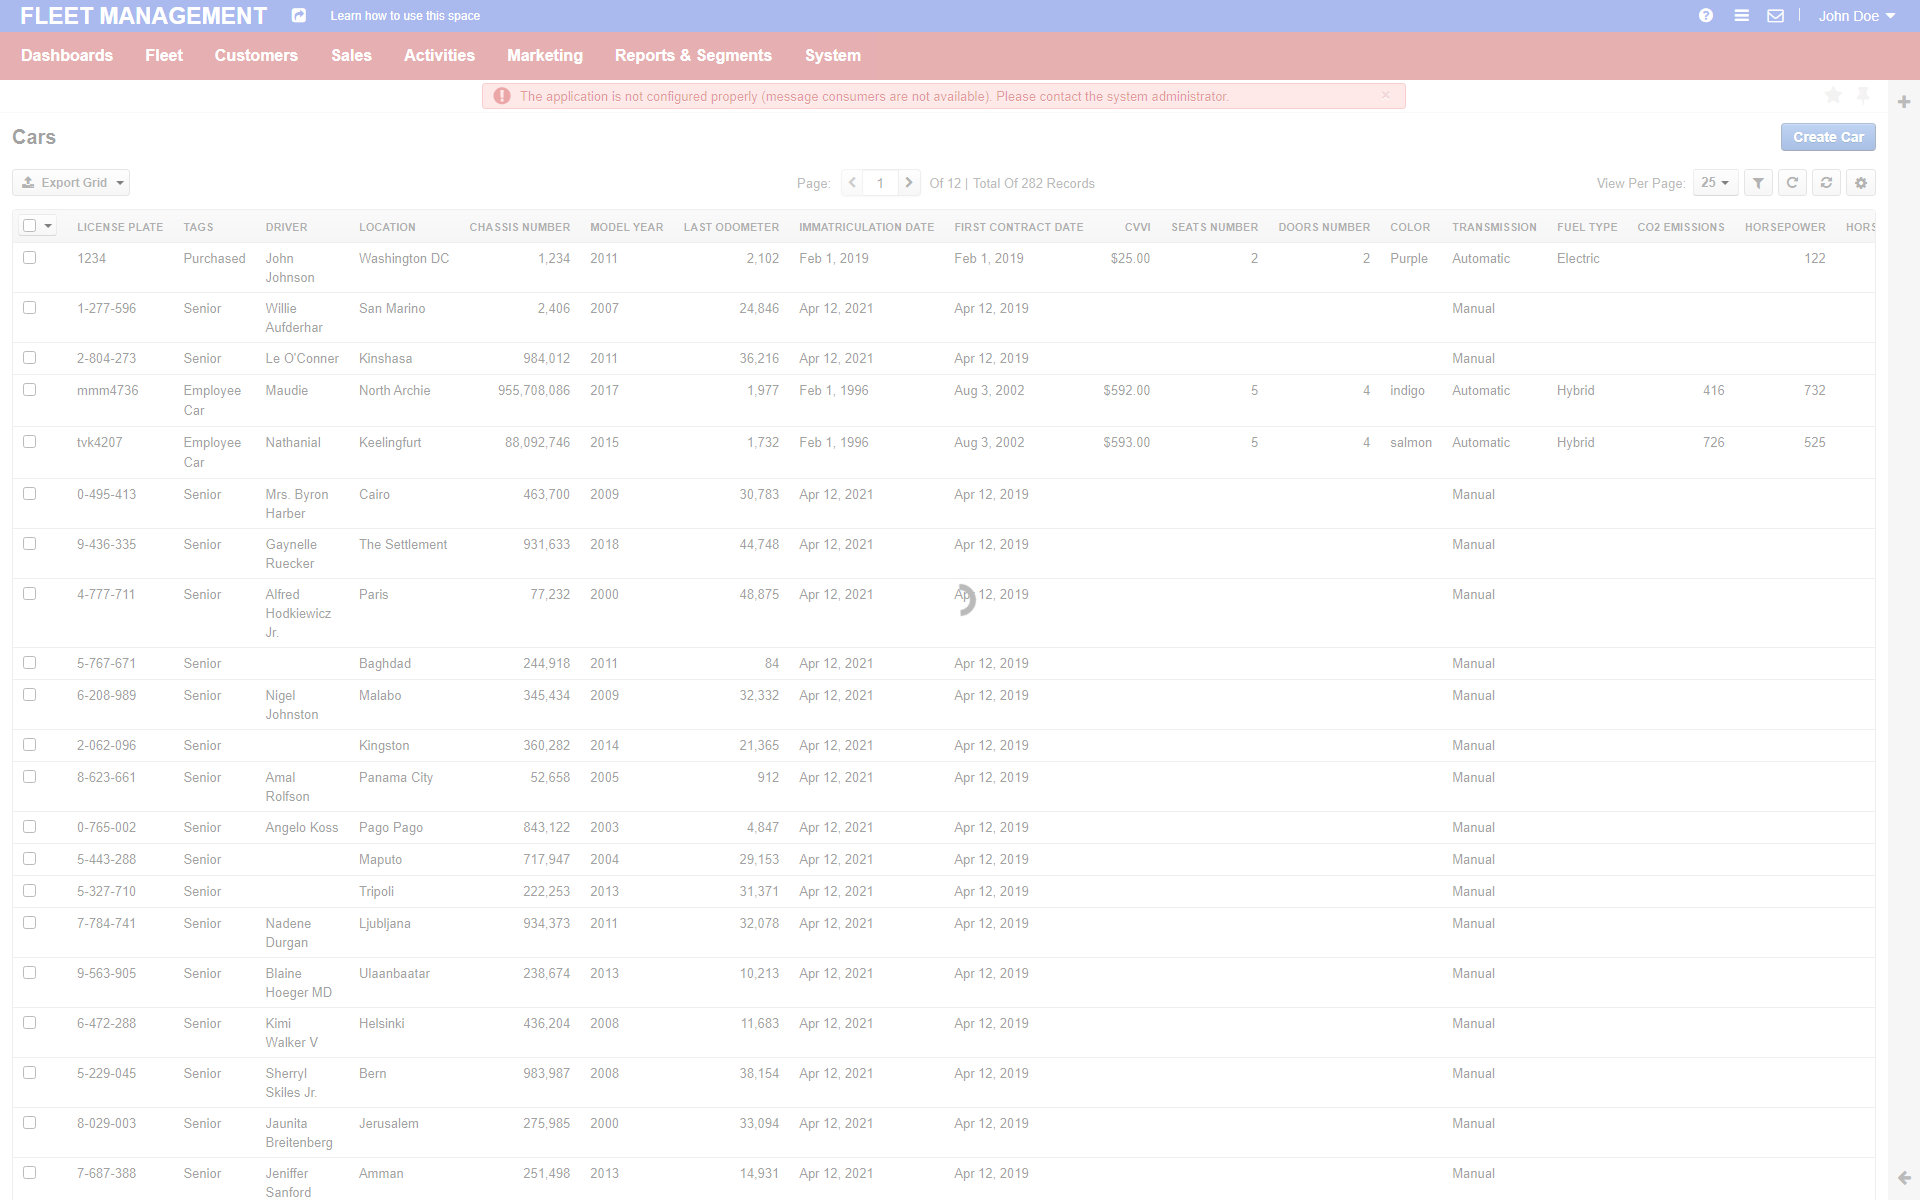 FLEET MANAGEMENT Learn how to use this space John Doe
Dashboards Fleet Customers Sales Activities Marketing Reports & Segments System
The application is not configured properly (message consumers are not available). Please contact the system administrator. ×
Cars Create Car
Export Grid Page: 1 Of 12 | Total Of 282 Records View Per Page: 25
LICENSE PLATE TAGS DRIVER LOCATION CHASSIS NUMBER MODEL YEAR LAST ODOMETER IMMATRICULATION DATE FIRST CONTRACT DATE CVVI SEATS NUMBER DOORS NUMBER COLOR TRANSMISSION FUEL TYPE CO2 EMISSIONS HORSEPOWER HORS
1234 Purchased John Washington DC 1,234 2011 2,102 Feb 1, 2019 Feb 1, 2019 $25.00 2 2 Purple Automatic Electric 122
Johnson
1-277-596 Senior Willie San Marino 2,406 2007 24,846 Apr 12, 2021 Apr 12, 2019 Manual
Aufderhar
2-804-273 Senior Le O'Conner Kinshasa 984,012 2011 36,216 Apr 12, 2021 Apr 12, 2019 Manual
mmm4736 Employee Maudie North Archie 955,708,086 2017 1,977 Feb 1, 1996 Aug 3, 2002 $592.00 5 4 indigo Automatic Hybrid 416 732
Car
tvk4207 Employee Nathanial Keelingfurt 88,092,746 2015 1,732 Feb 1, 1996 Aug 3, 2002 $593.00 5 4 salmon Automatic Hybrid 726 525
Car
0-495-413 Senior Mrs. Byron Cairo 463,700 2009 30,783 Apr 12, 2021 Apr 12, 2019 Manual
Harber
9-436-335 Senior Gaynelle The Settlement 931,633 2018 44,748 Apr 12, 2021 Apr 12, 2019 Manual
Ruecker
4-777-711 Senior Alfred Paris 77,232 2000 48,875 Apr 12, 2021 Apr 12, 2019 Manual
Hodkiewicz
Jr.
5-767-671 Senior Baghdad 244,918 2011 84 Apr 12, 2021 Apr 12, 2019 Manual
6-208-989 Senior Nigel Malabo 345,434 2009 32,332 Apr 12, 2021 Apr 12, 2019 Manual
Johnston
2-062-096 Senior Kingston 360,282 2014 21,365 Apr 12, 2021 Apr 12, 2019 Manual
8-623-661 Senior Amal Panama City 52,658 2005 912 Apr 12, 2021 Apr 12, 2019 Manual
Rolfson
0-765-002 Senior Angelo Koss Pago Pago 843,122 2003 4,847 Apr 12, 2021 Apr 12, 2019 Manual
5-443-288 Senior Maputo 717,947 2004 29,153 Apr 12, 2021 Apr 12, 2019 Manual
5-327-710 Senior Tripoli 222,253 2013 31,371 Apr 12, 2021 Apr 12, 2019 Manual
7-784-741 Senior Nadene Ljubljana 934,373 2011 32,078 Apr 12, 2021 Apr 12, 2019 Manual
Durgan
9-563-905 Senior Blaine Ulaanbaatar 238,674 2013 10,213 Apr 12, 2021 Apr 12, 2019 Manual
Hoeger MD
6-472-288 Senior Kimi Helsinki 436,204 2008 11,683 Apr 12, 2021 Apr 12, 2019 Manual
Walker V
5-229-045 Senior Sherryl Bern 983,987 2008 38,154 Apr 12, 2021 Apr 12, 2019 Manual
Skiles Jr.
8-029-003 Senior Jaunita Jerusalem 275,985 2000 33,094 Apr 12, 2021 Apr 12, 2019 Manual
Breitenberg
7-687-388 Senior Jeniffer Amman 251,498 2013 14,931 Apr 12, 2021 Apr 12, 2019 Manual
Sanford